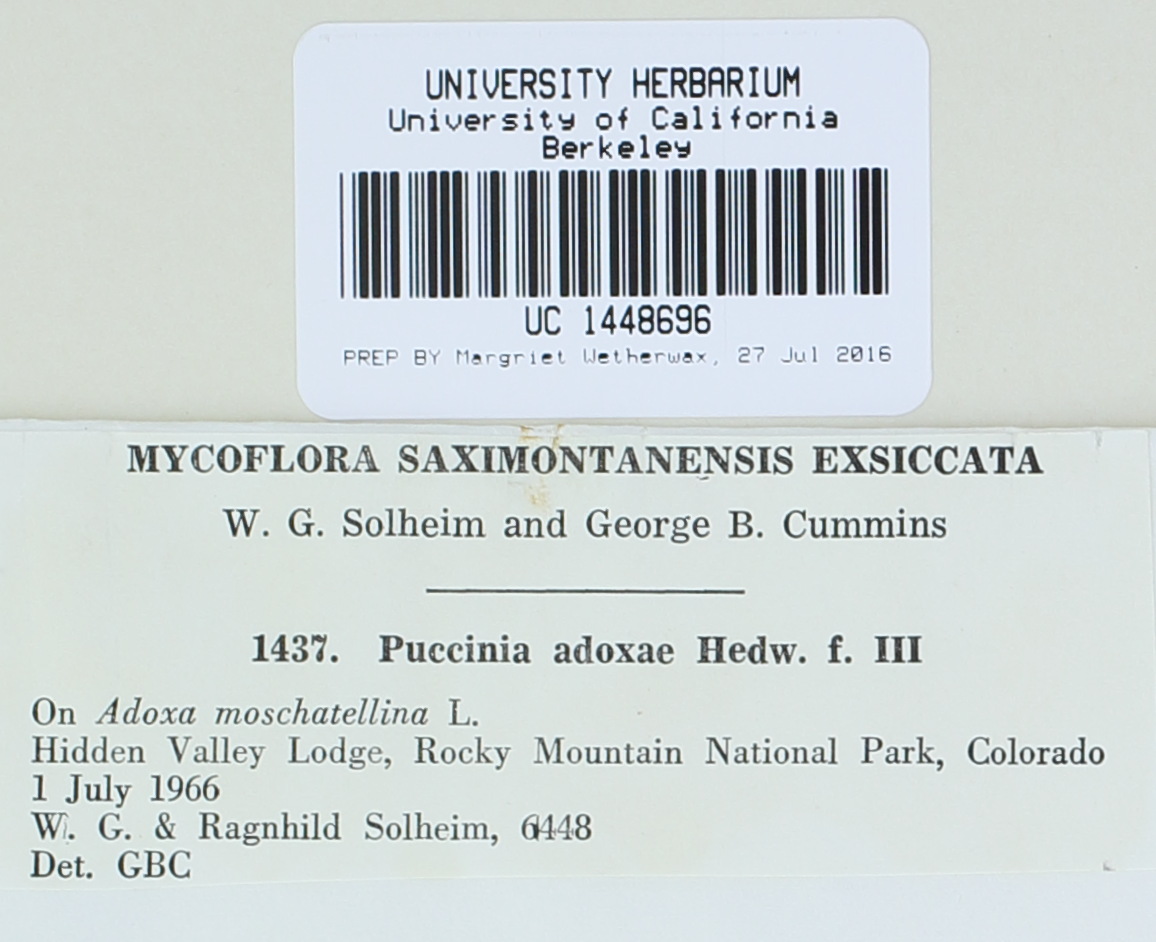 UNIVERSITY HERBARIUM
University of California
Berkeley
UC 1448696
PREP BY Margriet Wetherwax, 27 Jul 2016
MYCOFLORA SAXIMONTANENSIS EXSICCATA
W. G. Solheim and George B. Cummins
1437. Puccinia adoxae Hedw. f. III
On Adoxa moschatellina L.
Hidden Valley Lodge, Rocky Mountain National Park, Colorado
1 July 1966
W. G. & Ragnhild Solheim, 6448
Det. GBC